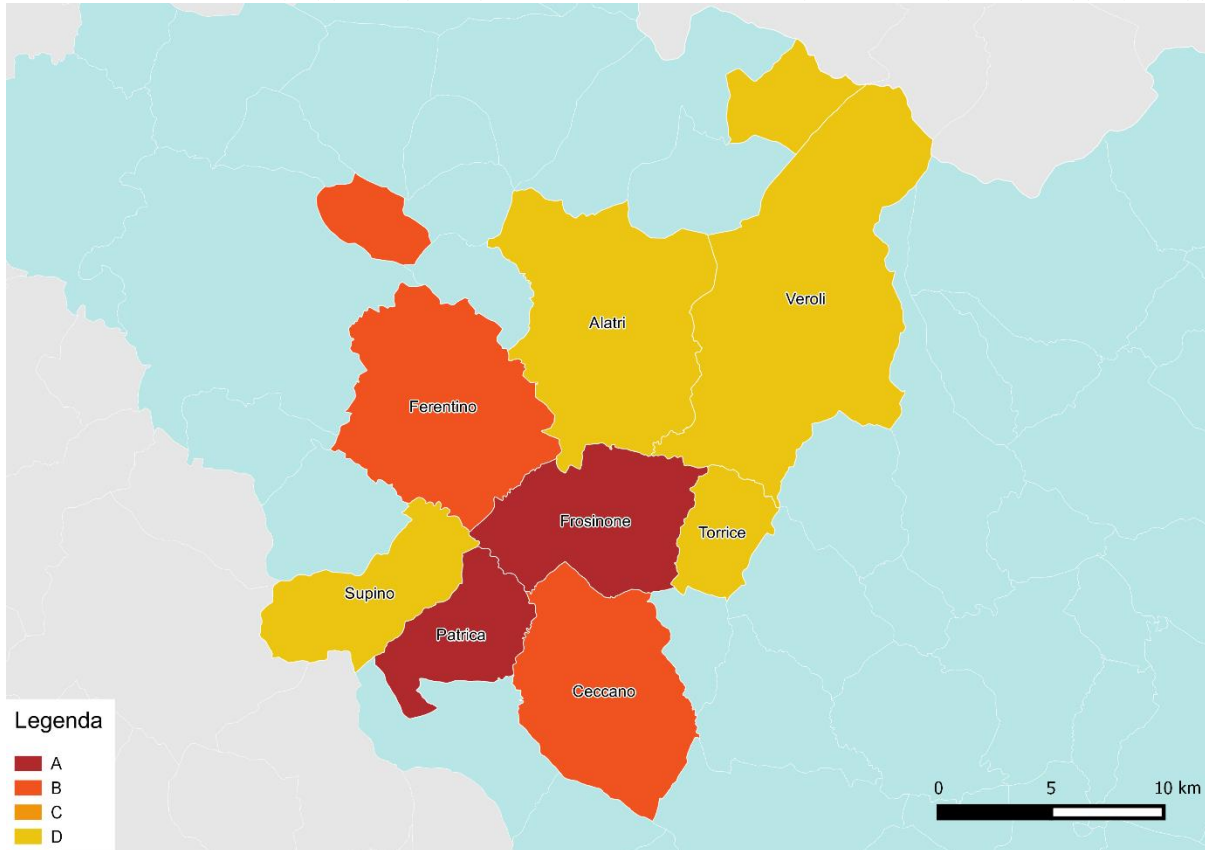 Veroli
Alatri
Ferentino
Frosinone
Torrice
Supino
Patrica
Ceccano
Legenda
A
B
C
D
0 5 10 km